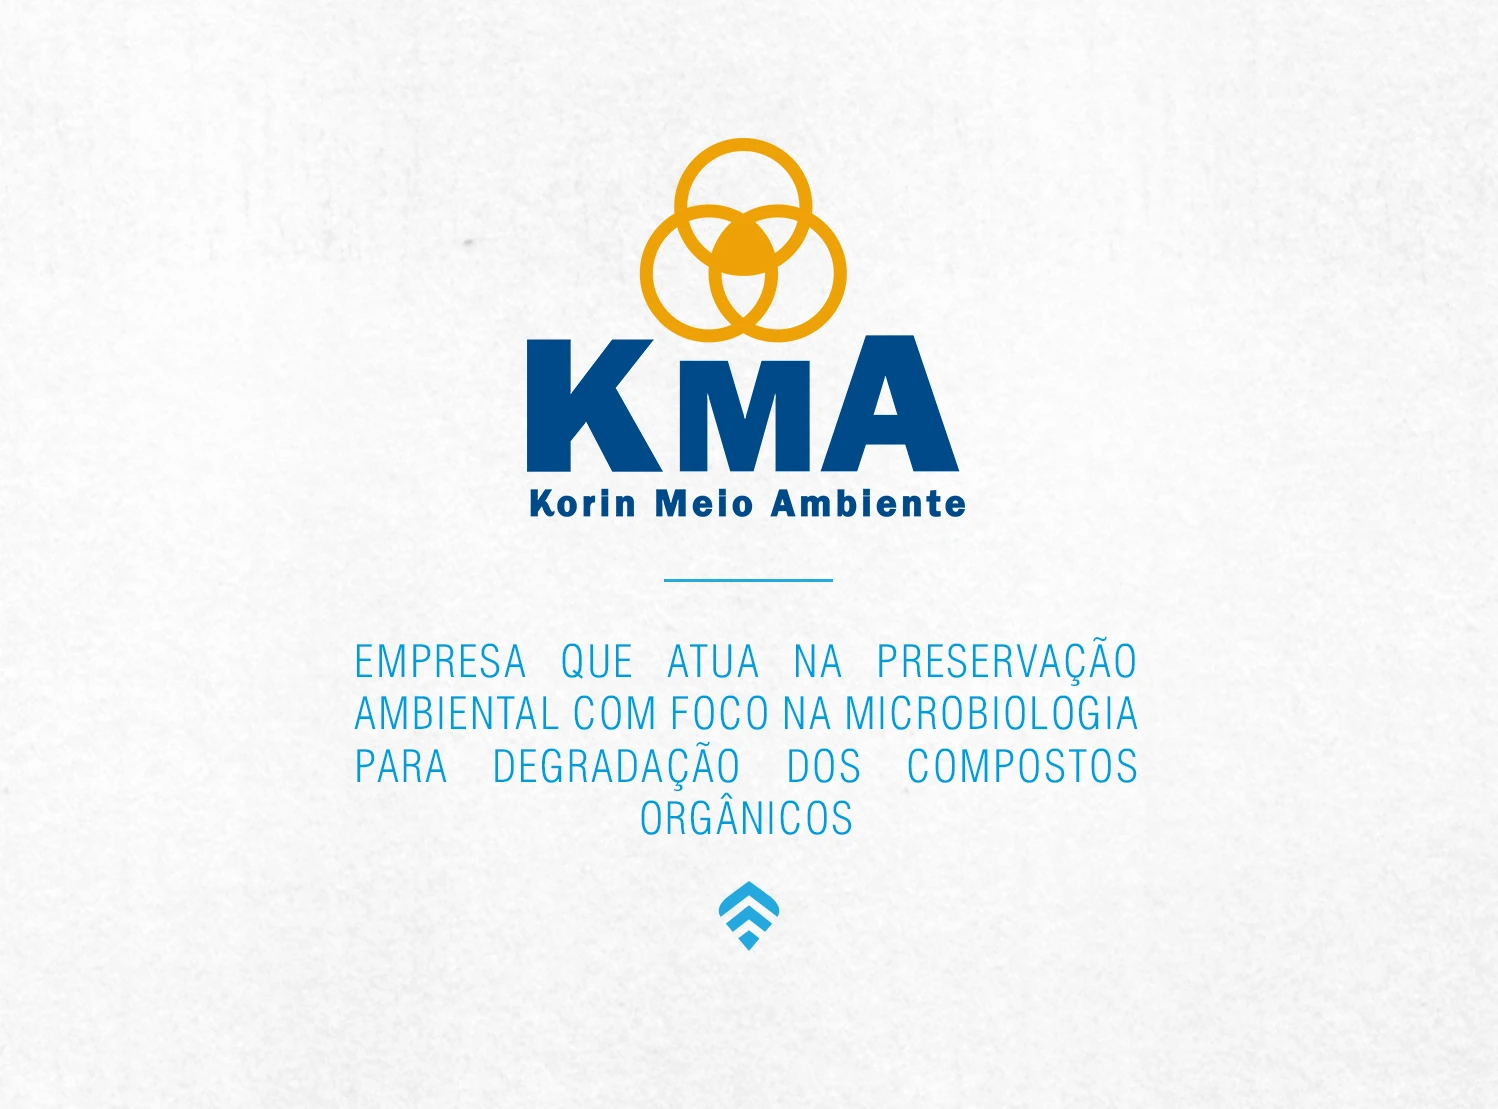 KMA
Korin Meio Ambiente
EMPRESA QUE ATUA NA PRESERVAÇÃO
AMBIENTAL COM FOCO NA MICROBIOLOGIA
PARA DEGRADAÇÃO DOS COMPOSTOS
ORGÂNICOS